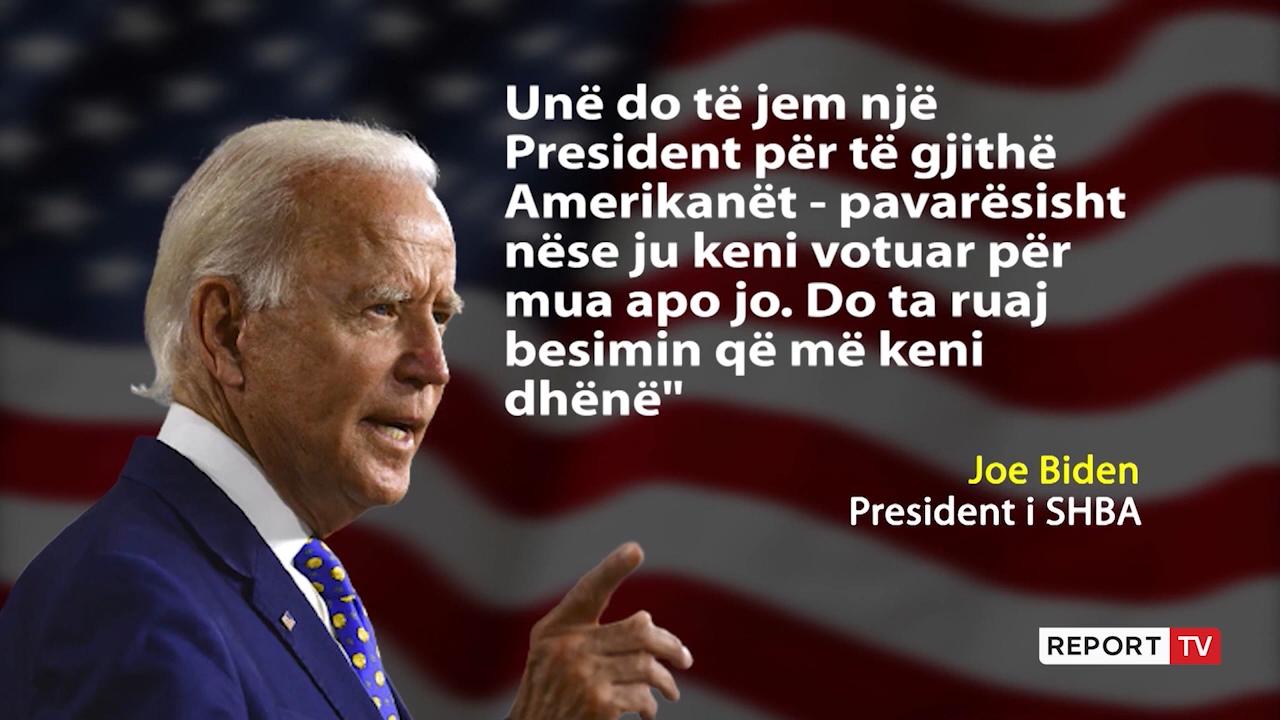 Unë do të jem një
President për të gjithë
Amerikanët - pavarësisht
nëse ju keni votuar për
mua apo jo. Do ta ruaj
besimin që më keni
dhënë"
Joe Biden
President i SHBA
REPORT TV